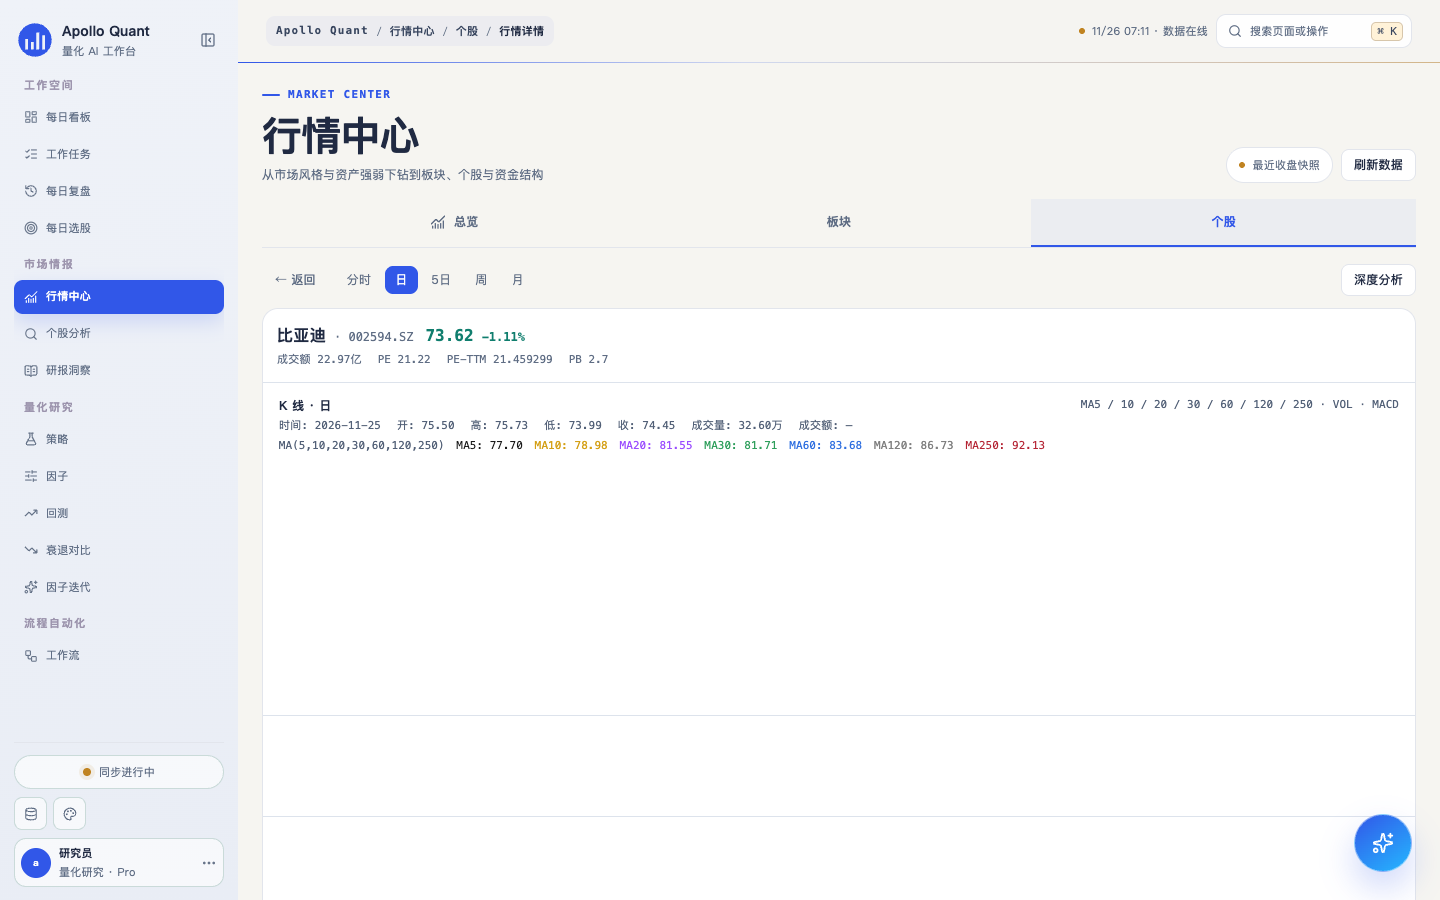 Apollo Quant
量化 AI 工作台
工作空间
每日看板
工作任务
每日复盘
每日选股
市场情报
行情中心
个股分析
研报洞察
量化研究
策略
因子
回测
衰退对比
因子迭代
流程自动化
工作流
同步进行中
a
研究员
量化研究 · Pro
Apollo Quant / 行情中心 / 个股 / 行情详情
11/26 07:11 · 数据在线
搜索页面或操作
⌘ K
MARKET CENTER
行情中心
从市场风格与资产强弱下钻到板块、个股与资金结构
最近收盘快照
刷新数据
总览
板块
个股
← 返回
分时
日
5日
周
月
深度分析
比亚迪 · 002594.SZ 73.62 -1.11%
成交额 22.97亿 PE 21.22 PE-TTM 21.459299 PB 2.7
K 线 · 日
MA5 / 10 / 20 / 30 / 60 / 120 / 250 · VOL · MACD
时间: 2026-11-25 开: 75.50 高: 75.73 低: 73.99 收: 74.45 成交量: 32.60万 成交额: —
MA(5,10,20,30,60,120,250) MA5: 77.70 MA10: 78.98 MA20: 81.55 MA30: 81.71 MA60: 83.68 MA120: 86.73 MA250: 92.13